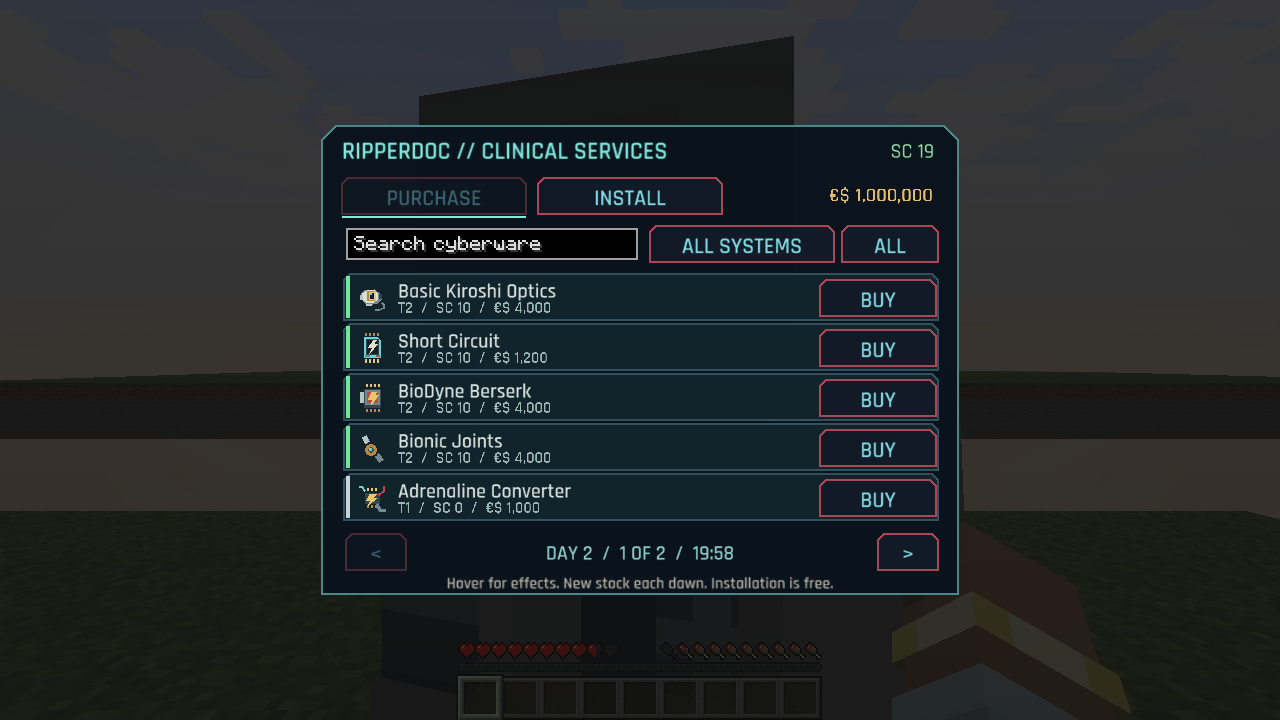 RIPPERDOC // CLINICAL SERVICES
SC 19
PURCHASE
INSTALL
€$ 1,000,000
Search cyberware
ALL SYSTEMS
ALL
Basic Kiroshi Optics
T2 / SC 10 / €$ 4,000
BUY
Short Circuit
T2 / SC 10 / €$ 1,200
BUY
BioDyne Berserk
T2 / SC 10 / €$ 4,000
BUY
Bionic Joints
T2 / SC 10 / €$ 4,000
BUY
Adrenaline Converter
T1 / SC 0 / €$ 1,000
BUY
<
DAY 2 / 1 OF 2 / 19:58
>
Hover for effects. New stock each dawn. Installation is free.